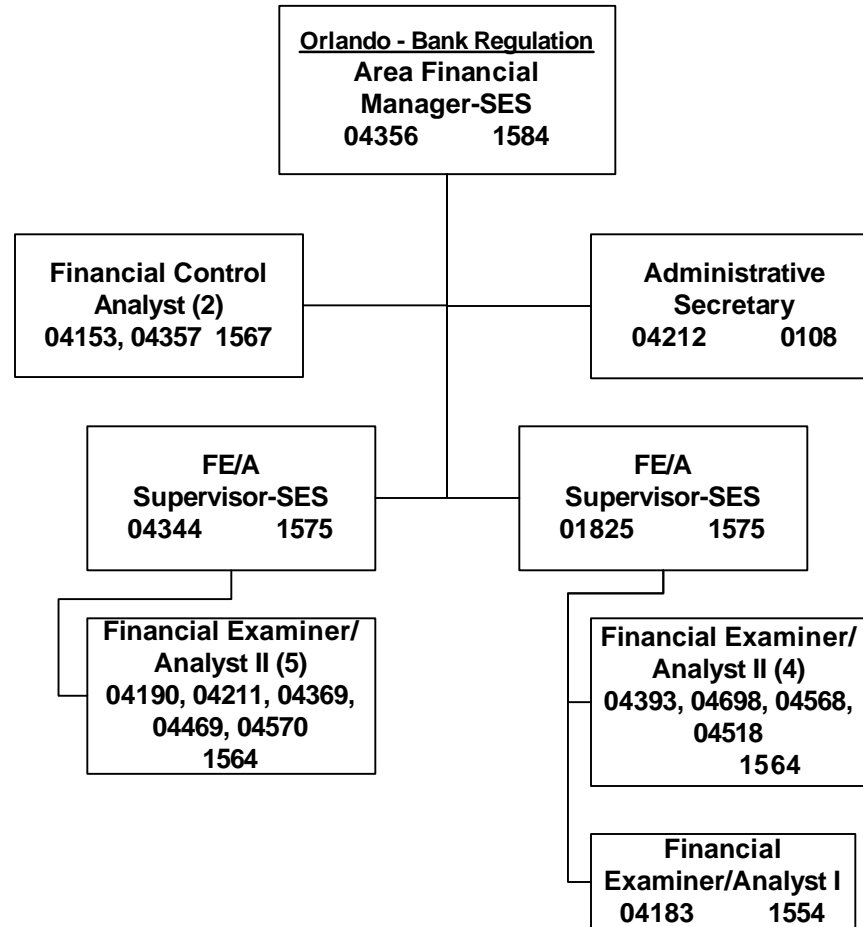 Orlando - Bank Regulation
Area Financial
Manager-SES
04356 1584
Financial Control
Analyst (2)
04153, 04357 1567
Administrative
Secretary
04212 0108
FE/A
Supervisor-SES
04344 1575
FE/A
Supervisor-SES
01825 1575
Financial Examiner/
Analyst II (5)
04190, 04211, 04369,
04469, 04570
1564
Financial Examiner/
Analyst II (4)
04393, 04698, 04568,
04518
1564
Financial
Examiner/Analyst I
04183 1554